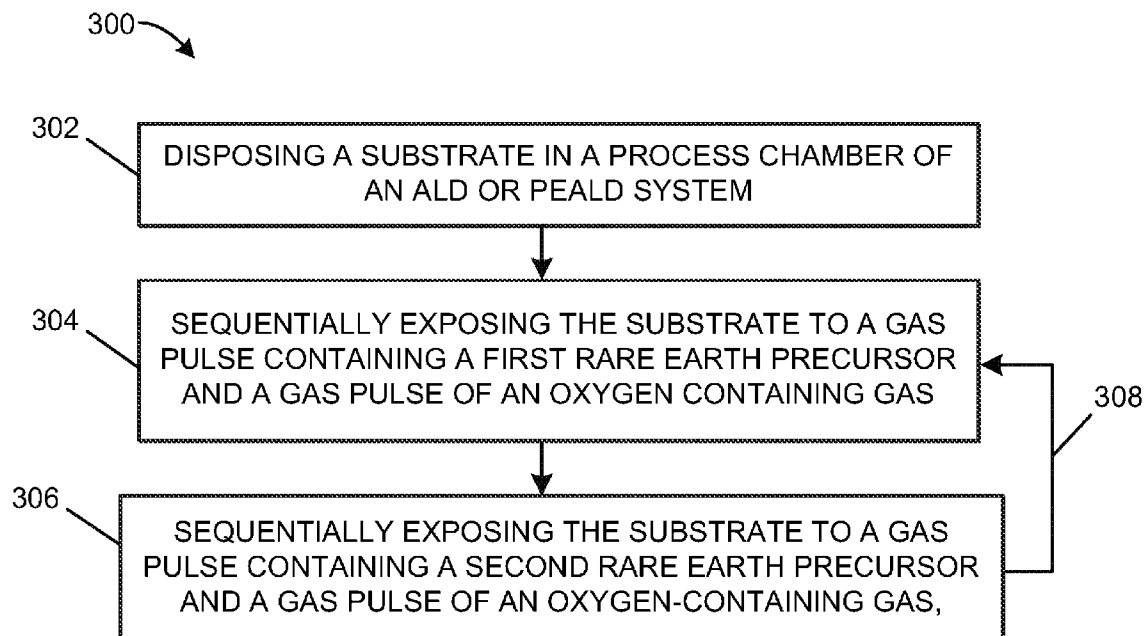 300
302
DISPOSING A SUBSTRATE IN A PROCESS CHAMBER OF
AN ALD OR PEALD SYSTEM
304
SEQUENTIALLY EXPOSING THE SUBSTRATE TO A GAS
PULSE CONTAINING A FIRST RARE EARTH PRECURSOR
AND A GAS PULSE OF AN OXYGEN CONTAINING GAS
308
306
SEQUENTIALLY EXPOSING THE SUBSTRATE TO A GAS
PULSE CONTAINING A SECOND RARE EARTH PRECURSOR
AND A GAS PULSE OF AN OXYGEN-CONTAINING GAS,